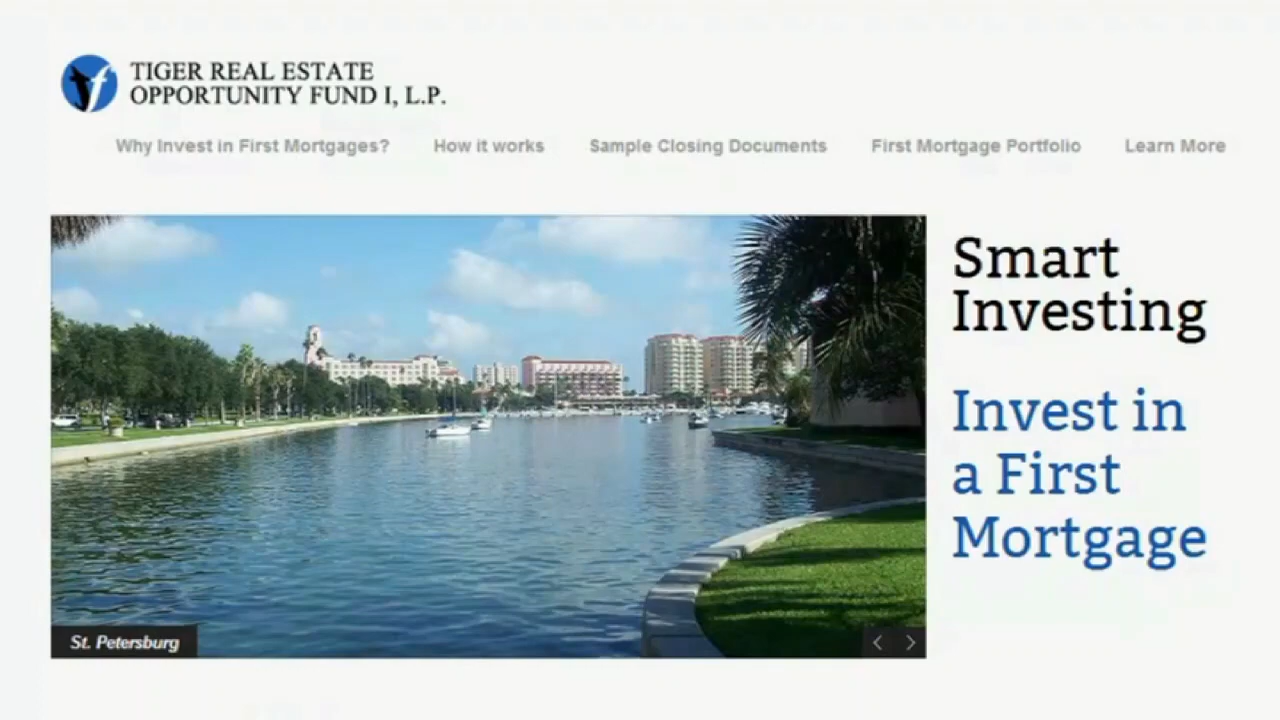 TIGER REAL ESTATE
OPPORTUNITY FUND I, L.P.
Why Invest in First Mortgages? How it works Sample Closing Documents First Mortgage Portfolio Learn More
Smart
Investing
Invest in
a First
Mortgage
St. Petersburg